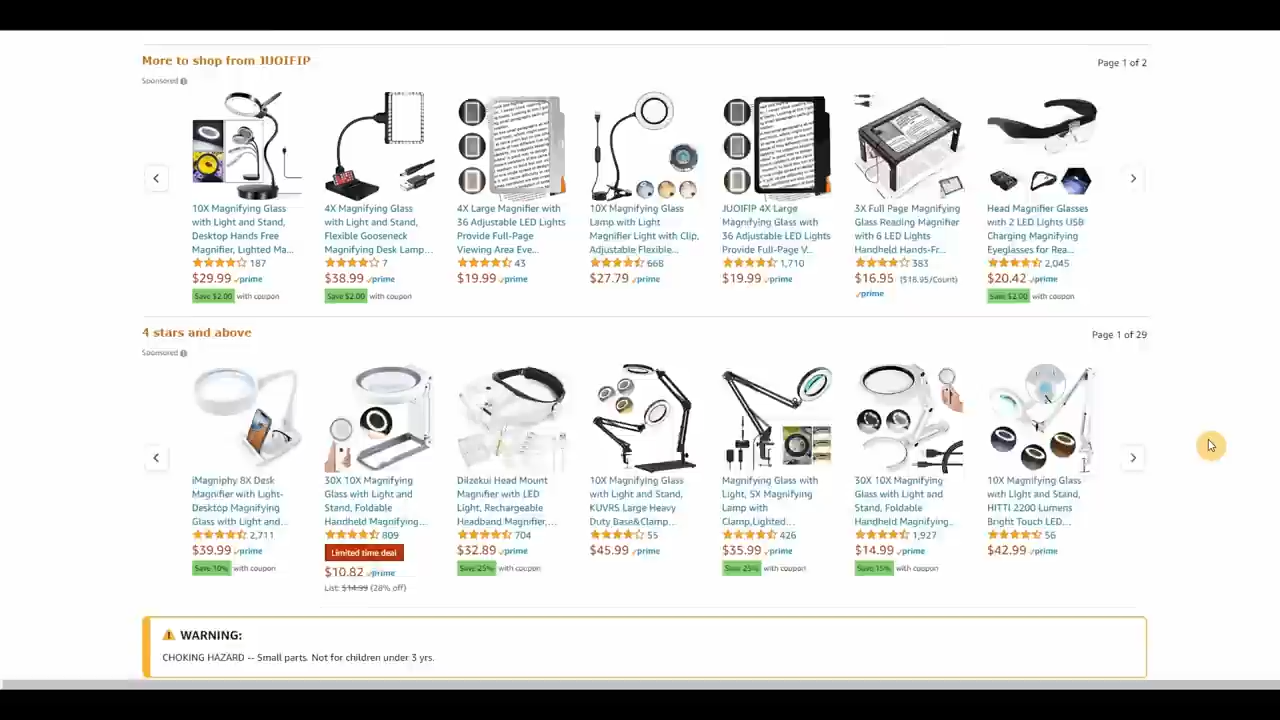 More to shop from JUOIFIP
Page 1 of 2
Sponsored
10X Magnifying Glass
with Light and Stand,
Desktop Hands Free
Magnifier, Lighted Ma...
187
$29.99 prime
Save $2.00 with coupon
4X Magnifying Glass
with Light and Stand,
Flexible Gooseneck
Magnifying Desk Lamp...
7
$38.99 prime
Save $2.00 with coupon
4X Large Magnifier with
36 Adjustable LED Lights
Provide Full-Page
Viewing Area Eve...
43
$19.99 prime
10X Magnifying Glass
Lamp with Light
Magnifier Light with Clip,
Adjustable Flexible...
668
$27.79 prime
JUOIFIP 4X Large
Magnifying Glass with
36 Adjustable LED Lights
Provide Full-Page V...
1,710
$19.99 prime
3X Full Page Magnifying
Glass Reading Magnifier
with 6 LED Lights
Handheld Hands-Fr...
383
$16.95 ($16.95/Count)
prime
Head Magnifier Glasses
with 2 LED Lights USB
Charging Magnifying
Eyeglasses for Rea...
2,045
$20.42 prime
Save $2.00 with coupon
4 stars and above
Page 1 of 29
Sponsored
iMagniphy 8X Desk
Magnifier with Light-
Desktop Magnifying
Glass with Light and...
2,711
$39.99 prime
Save 10% with coupon
30X 10X Magnifying
Glass with Light and
Stand, Foldable
Handheld Magnifying...
809
Limited time deal
$10.82 prime
List: $14.99 (28% off)
Dilzekui Head Mount
Magnifier with LED
Light, Rechargeable
Headband Magnifier,...
704
$32.89 prime
Save 25% with coupon
10X Magnifying Glass
with Light and Stand,
KUVRS Large Heavy
Duty Base&Clamp...
55
$45.99 prime
Magnifying Glass with
Light, 5X Magnifying
Lamp with
Clamp,Lighted...
426
$35.99 prime
Save 25% with coupon
30X 10X Magnifying
Glass with Light and
Stand, Foldable
Handheld Magnifying...
1,927
$14.99 prime
Save 15% with coupon
10X Magnifying Glass
with Light and Stand,
HITTI 2200 Lumens
Bright Touch LED...
56
$42.99 prime
WARNING:
CHOKING HAZARD -- Small parts. Not for children under 3 yrs.